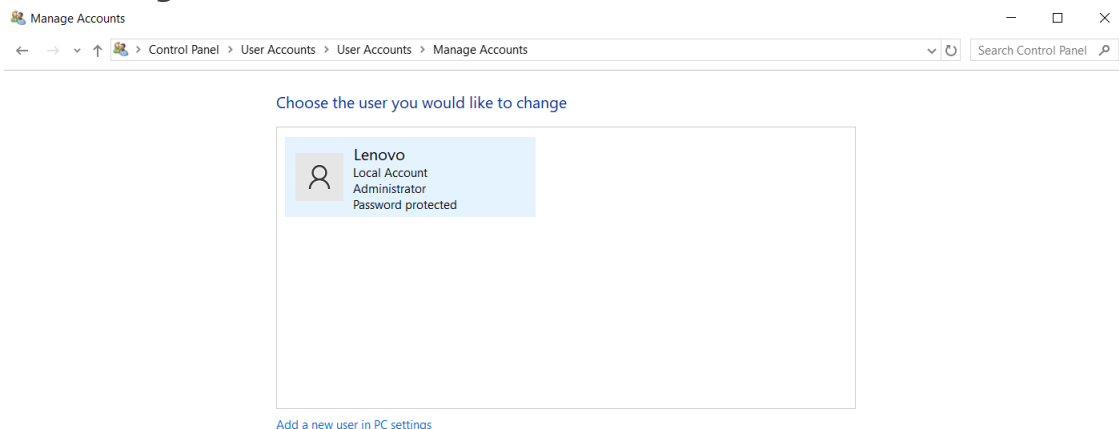 Manage Accounts
Control Panel > User Accounts > User Accounts > Manage Accounts
Search Control Panel
Choose the user you would like to change
Lenovo
Local Account
Administrator
Password protected
Add a new user in PC settings